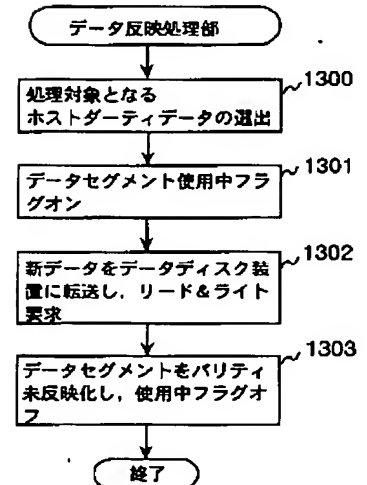 データ反映処理部
1300
処理対象となる
ホストダーティデータの選出
1301
データセグメント使用中フラ
グオン
1302
新データをデータディスク装
置に転送し，リード&ライト
要求
1303
データセグメントをパリティ
未反映化し，使用中フラグオ
フ
終了